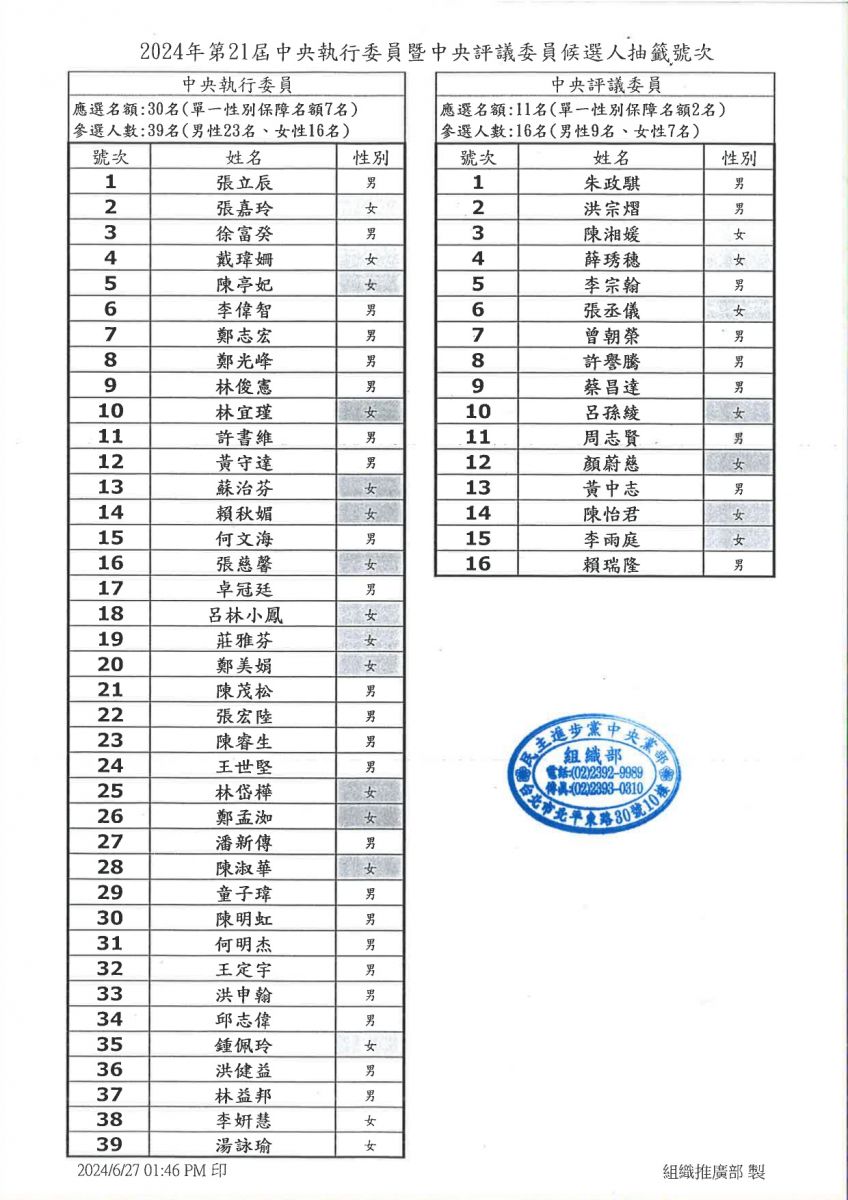 2024年第21屆中央執行委員暨中央評議委員候選人抽籤號次
中央執行委員
應選名額:30名(單一性別保障名額7名)
參選人數:39名(男性23名、女性16名)
號次 姓名 性別
1 張立辰 男
2 張嘉玲 女
3 徐富癸 男
4 戴瑋姍 女
5 陳亭妃 女
6 李偉智 男
7 鄭志宏 男
8 鄭光峰 男
9 林俊憲 男
10 林宜瑾 女
11 許書維 男
12 黃守達 男
13 蘇治芬 女
14 賴秋媚 女
15 何文海 男
16 張慈馨 女
17 卓冠廷 男
18 呂林小鳳 女
19 莊雅芬 女
20 鄭美娟 女
21 陳茂松 男
22 張宏陸 男
23 陳睿生 男
24 王世堅 男
25 林岱樺 女
26 鄭孟洳 女
27 潘新傳 男
28 陳淑華 女
29 童子瑋 男
30 陳明虹 男
31 何明杰 男
32 王定宇 男
33 洪申翰 男
34 邱志偉 男
35 鍾佩玲 女
36 洪健益 男
37 林益邦 男
38 李妍慧 女
39 湯詠瑜 女
中央評議委員
應選名額:11名(單一性別保障名額2名)
參選人數:16名(男性9名、女性7名)
號次 姓名 性別
1 朱政騏 男
2 洪宗熠 男
3 陳湘媛 女
4 薛琇穗 女
5 李宗翰 男
6 張丞儀 女
7 曾朝榮 男
8 許譽騰 男
9 蔡昌達 男
10 呂孫綾 女
11 周志賢 男
12 顏蔚慈 女
13 黃中志 男
14 陳怡君 女
15 李雨庭 女
16 賴瑞隆 男
民主進步黨中央黨部
組織部
電話:(02)2392-9989
傳真:(02)2393-0310
台北市北平東路30號10樓
2024/6/27 01:46 PM 印
組織推廣部 製